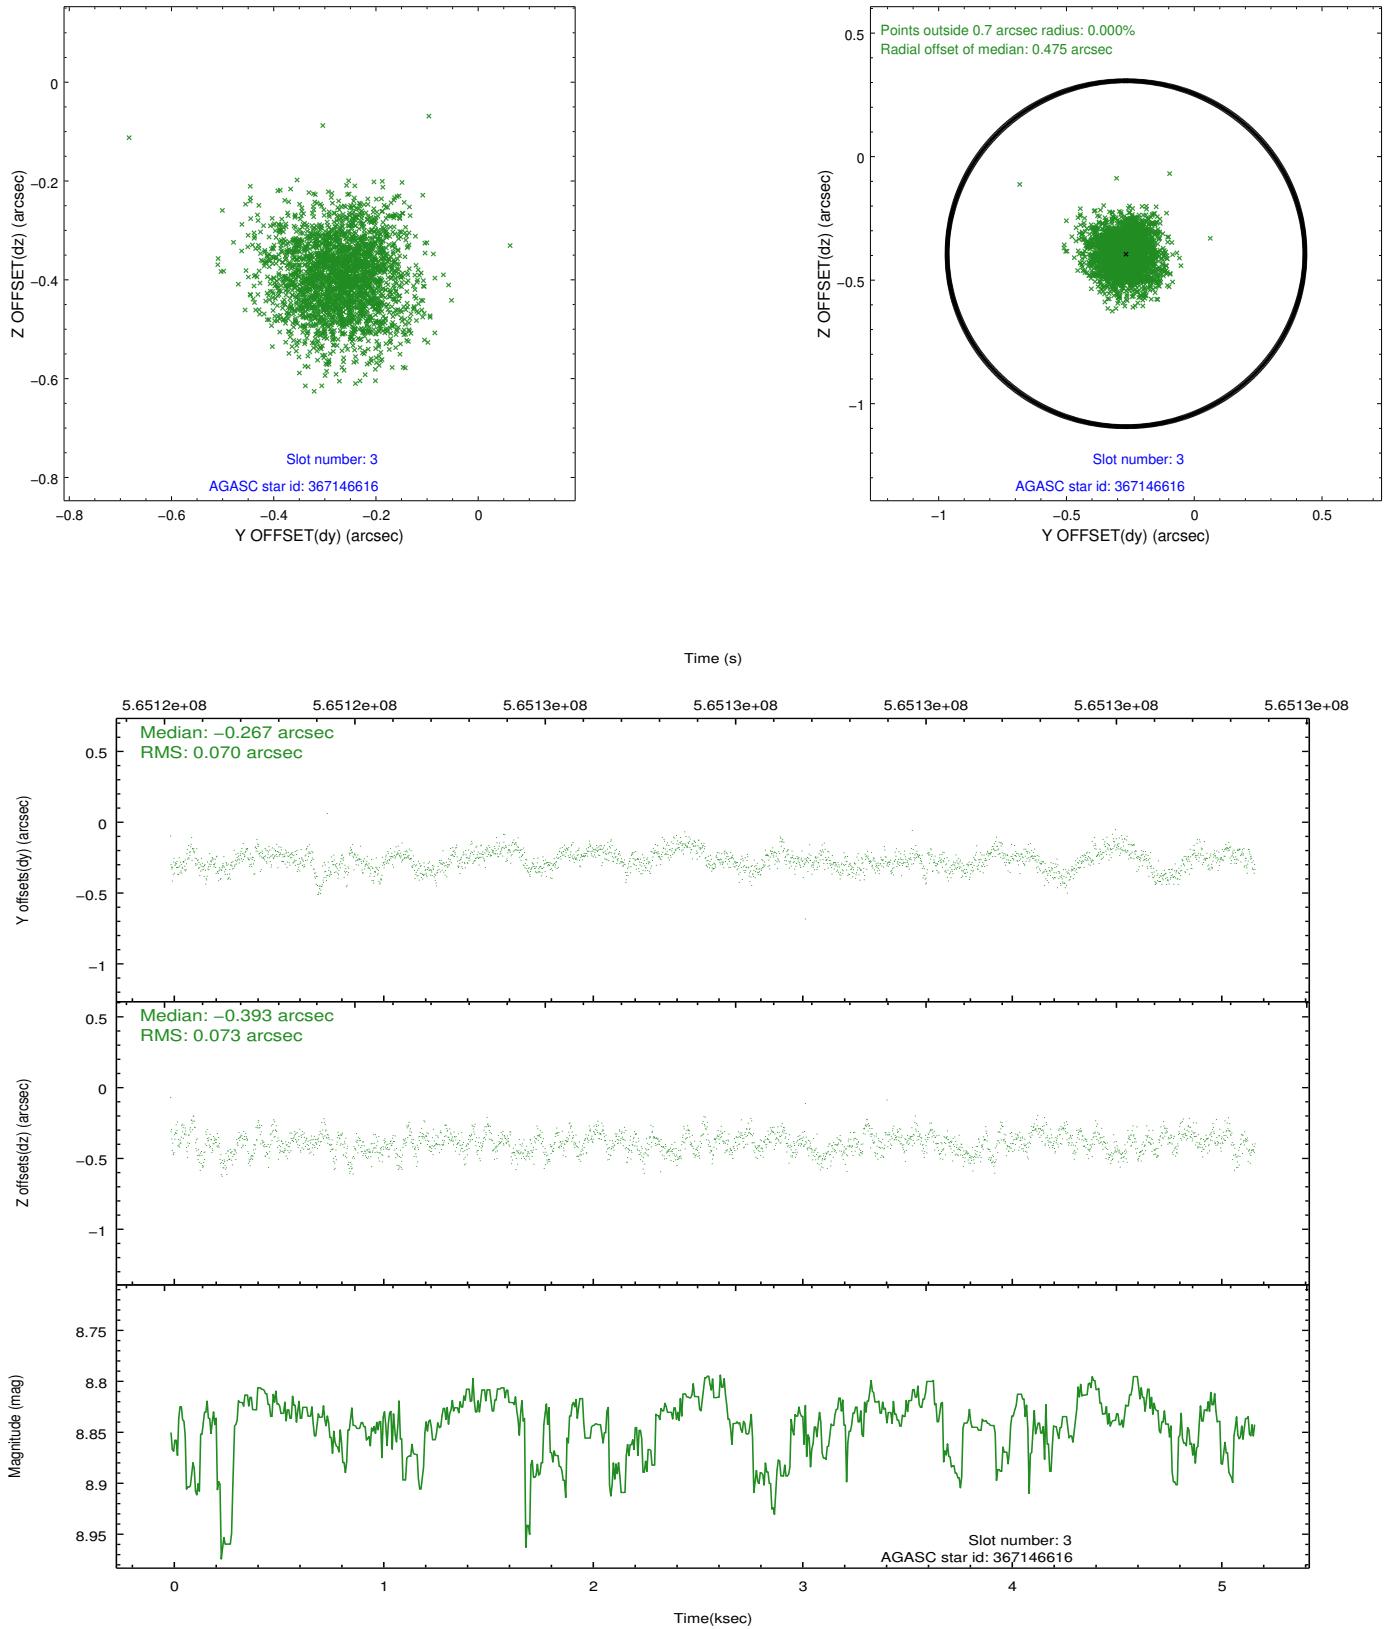 0
−0.2
−0.4
−0.6
−0.8
Z OFFSET(dz) (arcsec)
Slot number: 3
AGASC star id: 367146616
−0.8 −0.6 −0.4 −0.2 0
Y OFFSET(dy) (arcsec)
Points outside 0.7 arcsec radius: 0.000%
Radial offset of median: 0.475 arcsec
0.5
0
−0.5
−1
Z OFFSET(dz) (arcsec)
Slot number: 3
AGASC star id: 367146616
−1 −0.5 0 0.5
Y OFFSET(dy) (arcsec)
Time (s)
5.6512e+08 5.6512e+08 5.6513e+08 5.6513e+08 5.6513e+08 5.6513e+08 5.6513e+08
Median: −0.267 arcsec
RMS: 0.070 arcsec
0.5
0
−0.5
−1
Y offsets(dy) (arcsec)
Median: −0.393 arcsec
RMS: 0.073 arcsec
0.5
0
−0.5
−1
Z offsets(dz) (arcsec)
8.75
8.8
8.85
8.9
8.95
Magnitude (mag)
Slot number: 3
AGASC star id: 367146616
0 1 2 3 4 5
Time(ksec)